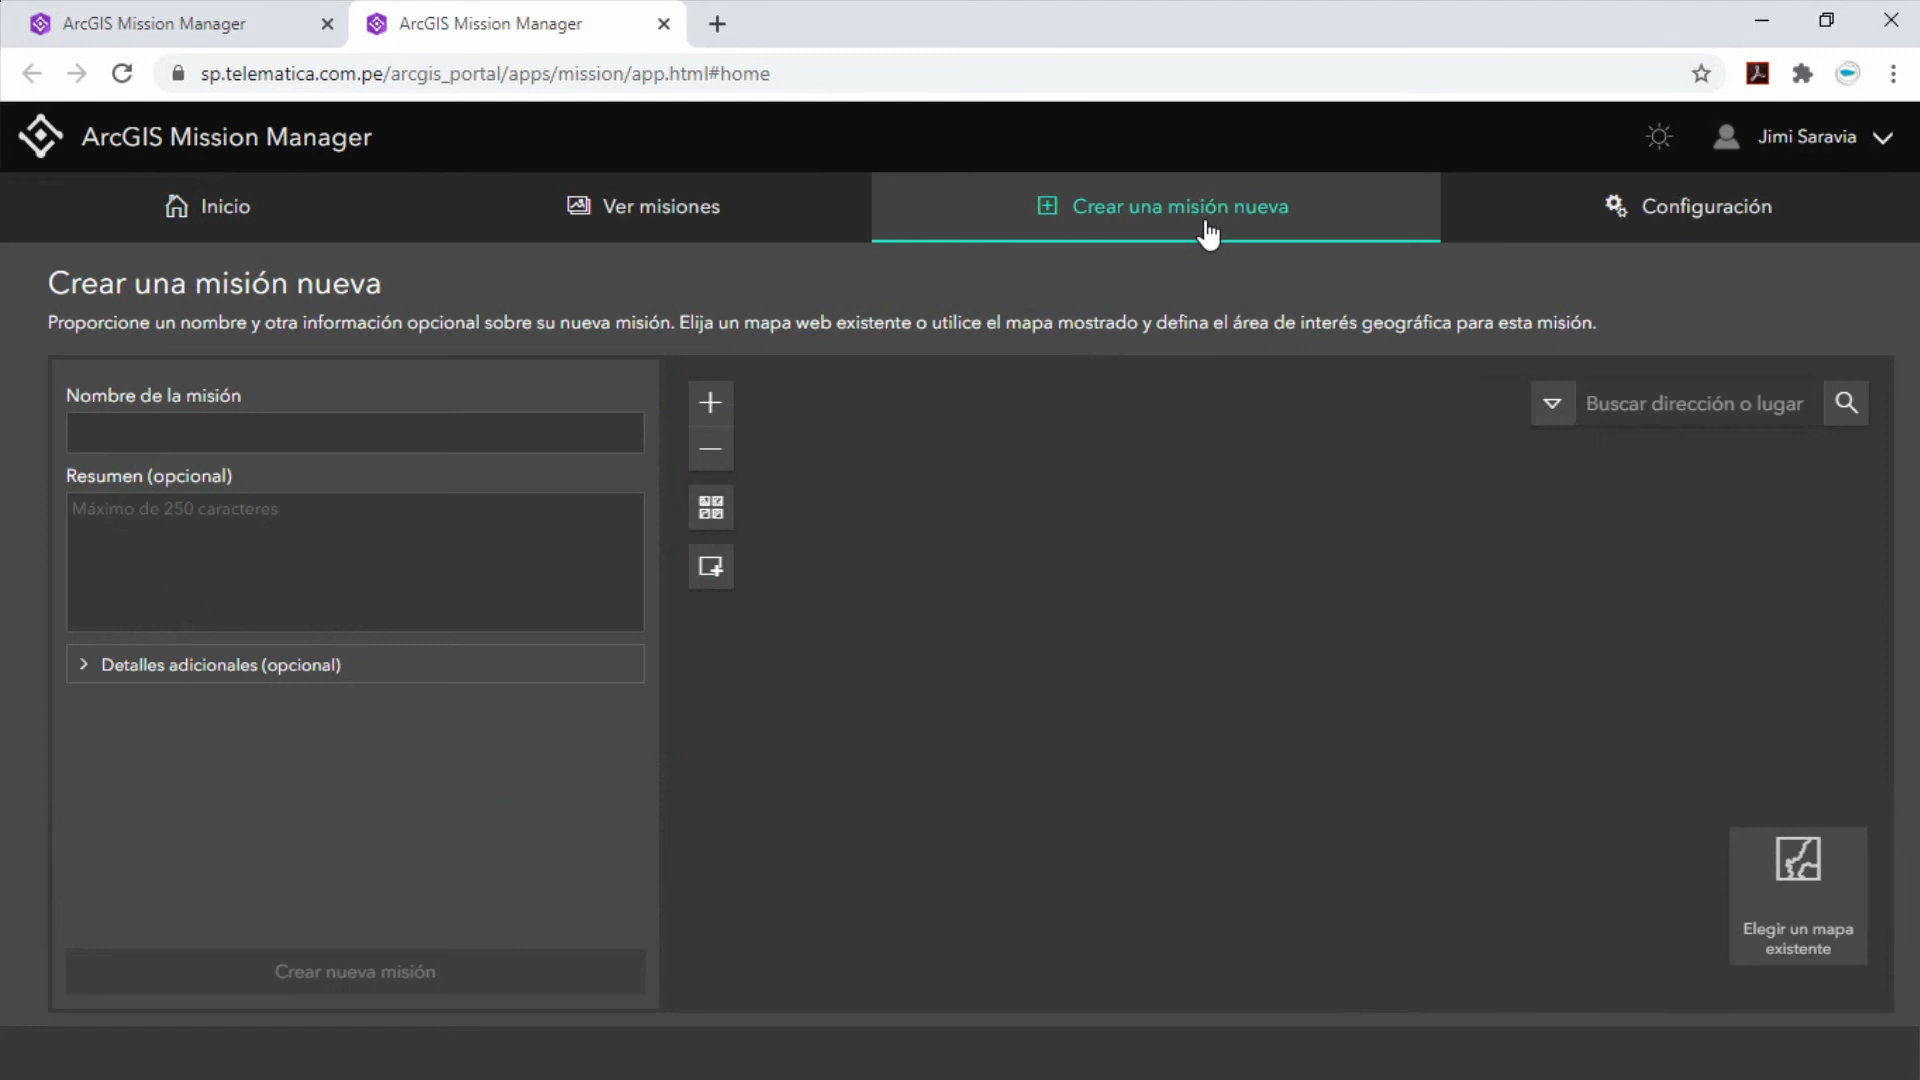 ArcGIS Mission Manager
ArcGIS Mission Manager
sp.telematica.com.pe/arcgis_portal/apps/mission/app.html#home
ArcGIS Mission Manager
Jimi Saravia
Inicio
Ver misiones
Crear una misión nueva
Configuración
Crear una misión nueva
Proporcione un nombre y otra información opcional sobre su nueva misión. Elija un mapa web existente o utilice el mapa mostrado y defina el área de interés geográfica para esta misión.
Nombre de la misión
Resumen (opcional)
Máximo de 250 caracteres
Detalles adicionales (opcional)
Crear nueva misión
Buscar dirección o lugar
Elegir un mapa
existente